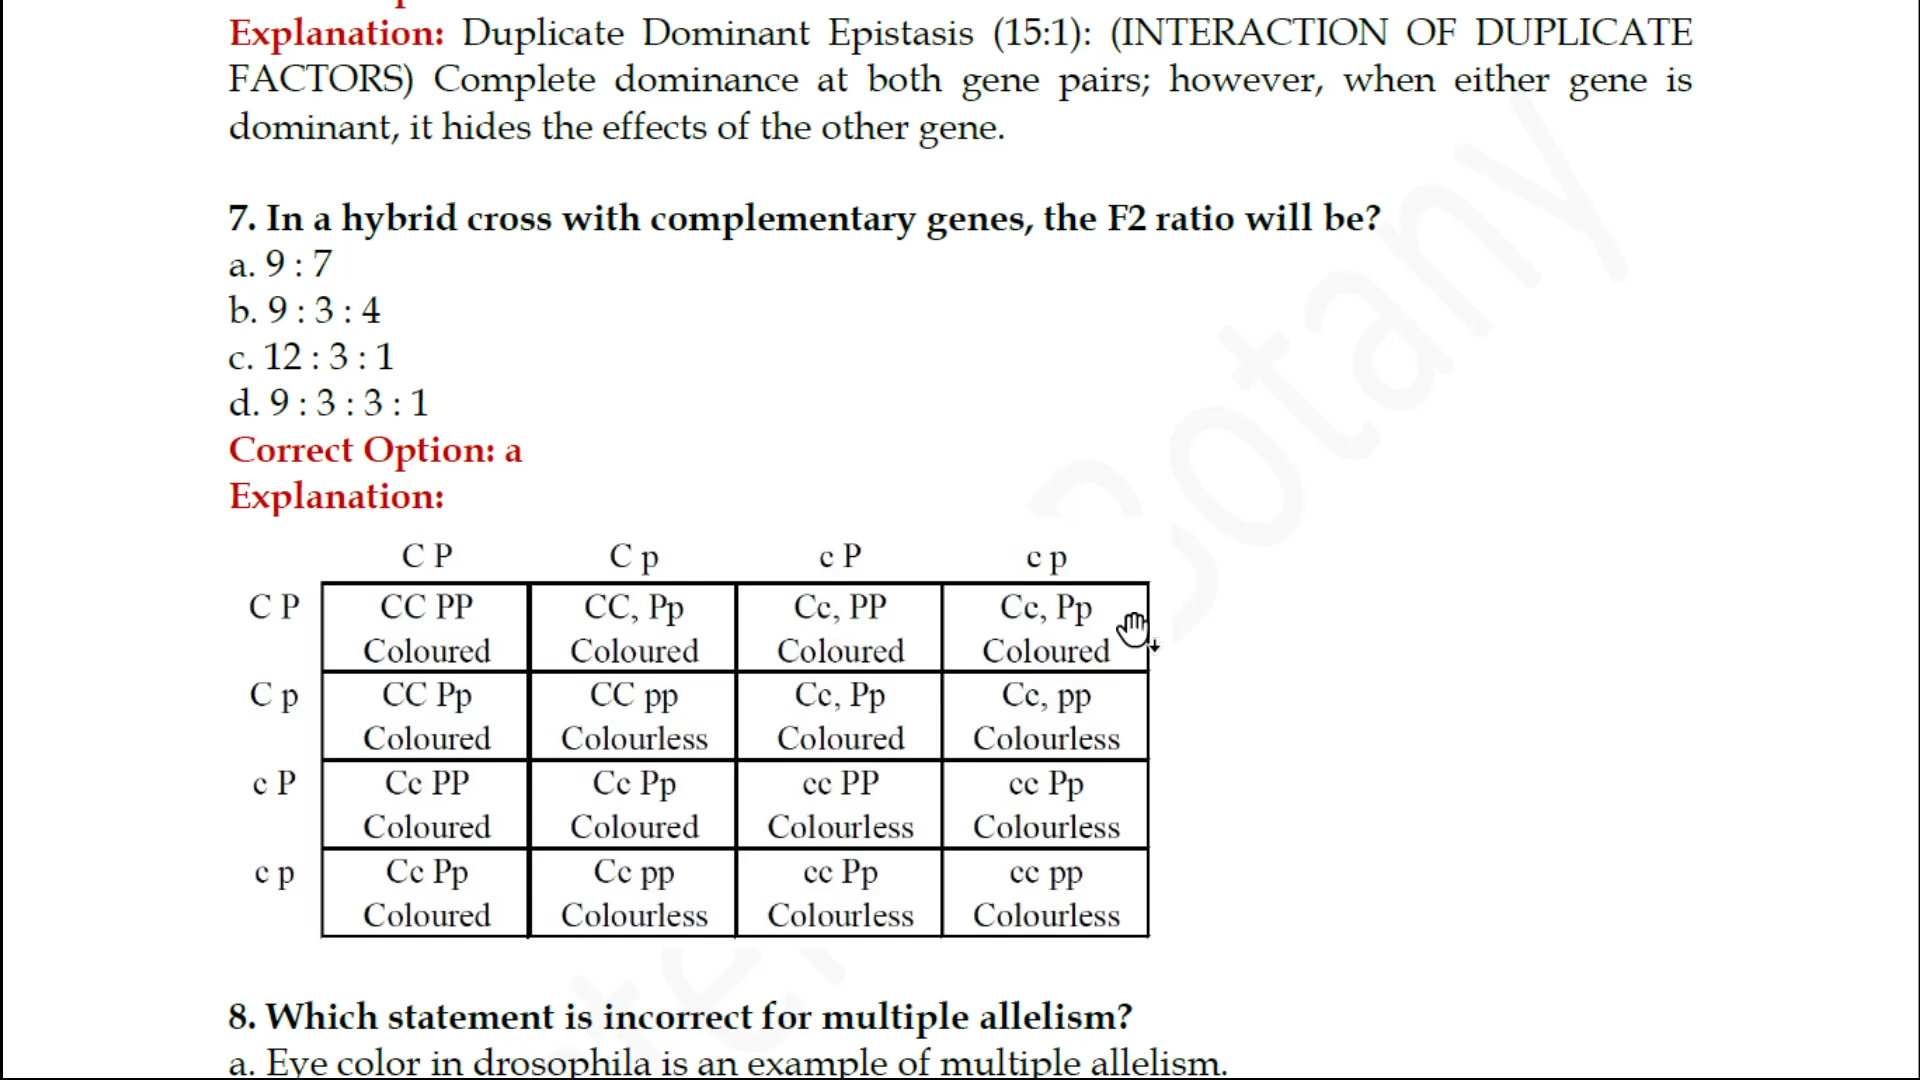 Explanation: Duplicate Dominant Epistasis (15:1): (INTERACTION OF DUPLICATE
FACTORS) Complete dominance at both gene pairs; however, when either gene is
dominant, it hides the effects of the other gene.
7. In a hybrid cross with complementary genes, the F2 ratio will be?
a. 9 : 7
b. 9 : 3 : 4
c. 12 : 3 : 1
d. 9 : 3 : 3 : 1
Correct Option: a
Explanation:
C P C p c P c p
C P CC PP CC, Pp Cc, PP Cc, Pp
Coloured Coloured Coloured Coloured
C p CC Pp CC pp Cc, Pp Cc, pp
Coloured Colourless Coloured Colourless
c P Cc PP Cc Pp cc PP cc Pp
Coloured Coloured Colourless Colourless
c p Cc Pp Cc pp cc Pp cc pp
Coloured Colourless Colourless Colourless
8. Which statement is incorrect for multiple allelism?
a. Eye color in drosophila is an example of multiple allelism.
Botany